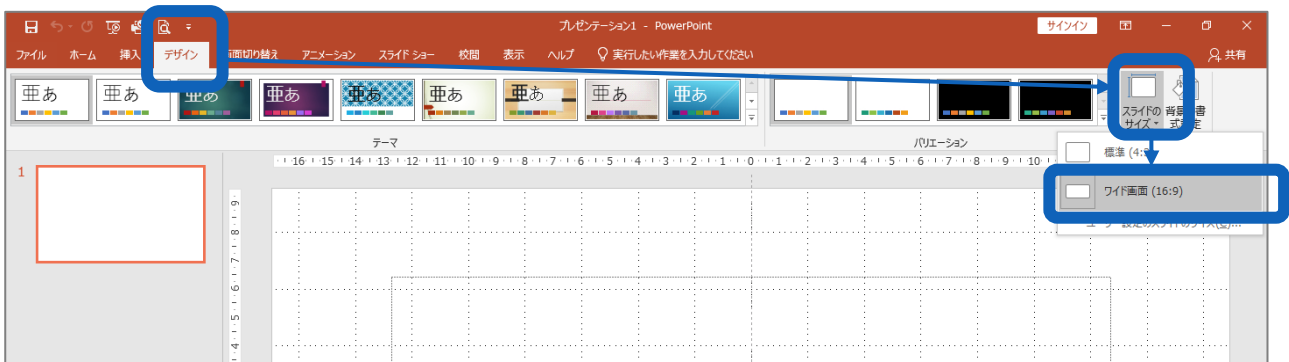 プレゼンテーション1 - PowerPoint
サインイン
ファイル ホーム 挿入 デザイン 画面切り替え アニメーション スライド ショー 校閲 表示 ヘルプ 実行したい作業を入力してください 共有
亜あ 亜あ 亜あ 亜あ 亜あ 亜あ 亜あ 亜あ 亜あ
スライドの
サイズ
テーマ バリエーション
標準 (4:
ワイド画面 (16:9)
16 15 14 13 12 11 10 9 8 7 6 5 4 3 2 1 0 1 2 3 4 5 6 7 8 9 10
1
9
8
7
6
5
4